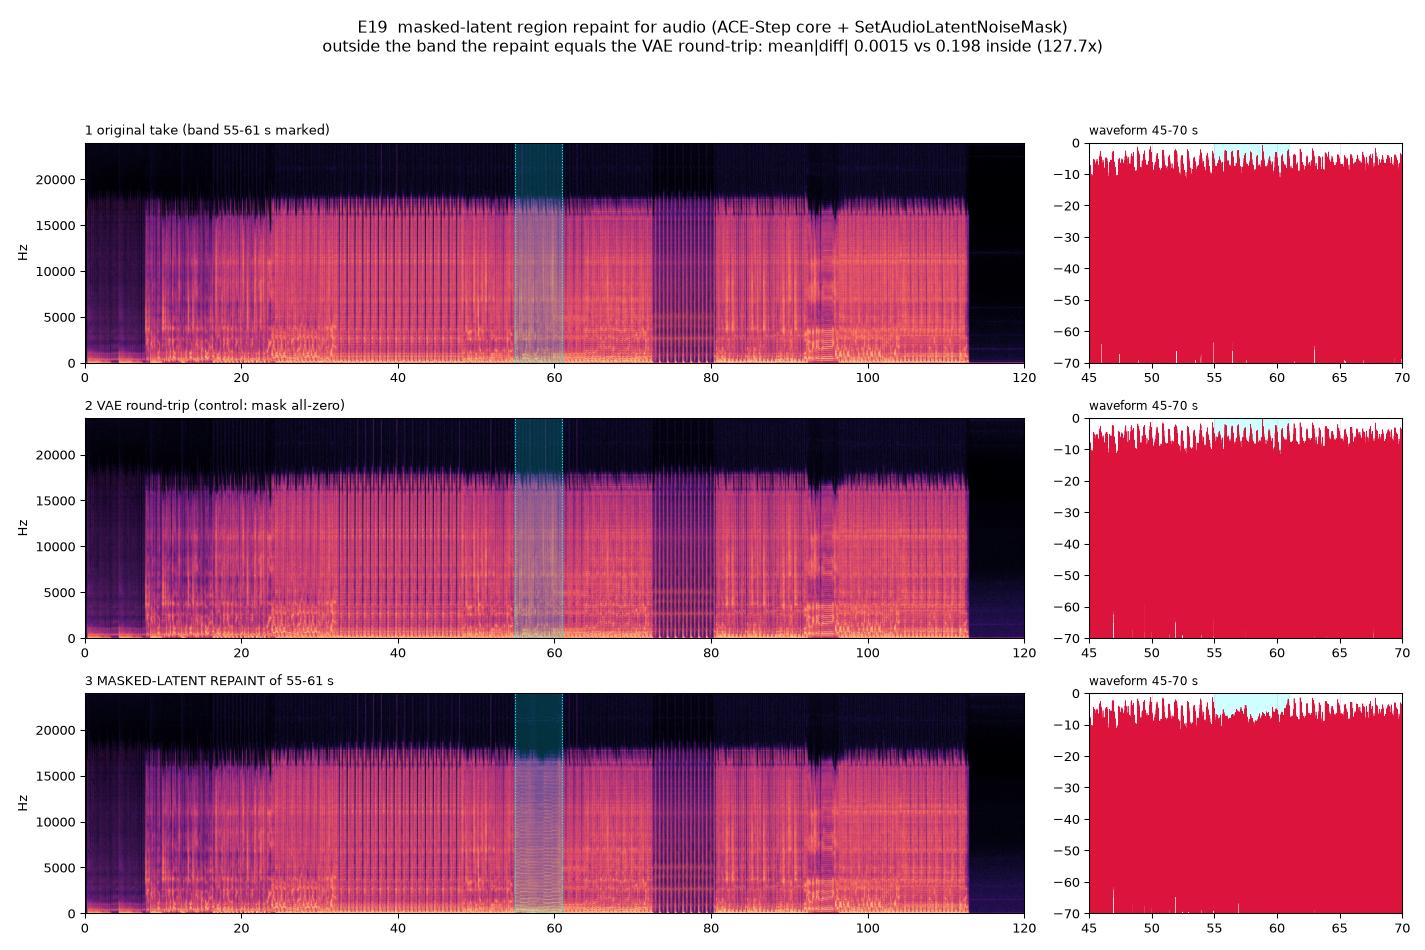 E19  masked-latent region repaint for audio (ACE-Step core + SetAudioLatentNoiseMask)
outside the band the repaint equals the VAE round-trip: mean|diff| 0.0015 vs 0.198 inside (127.7x)
1 original take (band 55-61 s marked)
Hz
20000
15000
10000
5000
0
0 20 40 60 80 100 120
waveform 45-70 s
0
−10
−20
−30
−40
−50
−60
−70
45 50 55 60 65 70
2 VAE round-trip (control: mask all-zero)
Hz
20000
15000
10000
5000
0
0 20 40 60 80 100 120
waveform 45-70 s
0
−10
−20
−30
−40
−50
−60
−70
45 50 55 60 65 70
3 MASKED-LATENT REPAINT of 55-61 s
Hz
20000
15000
10000
5000
0
0 20 40 60 80 100 120
waveform 45-70 s
0
−10
−20
−30
−40
−50
−60
−70
45 50 55 60 65 70